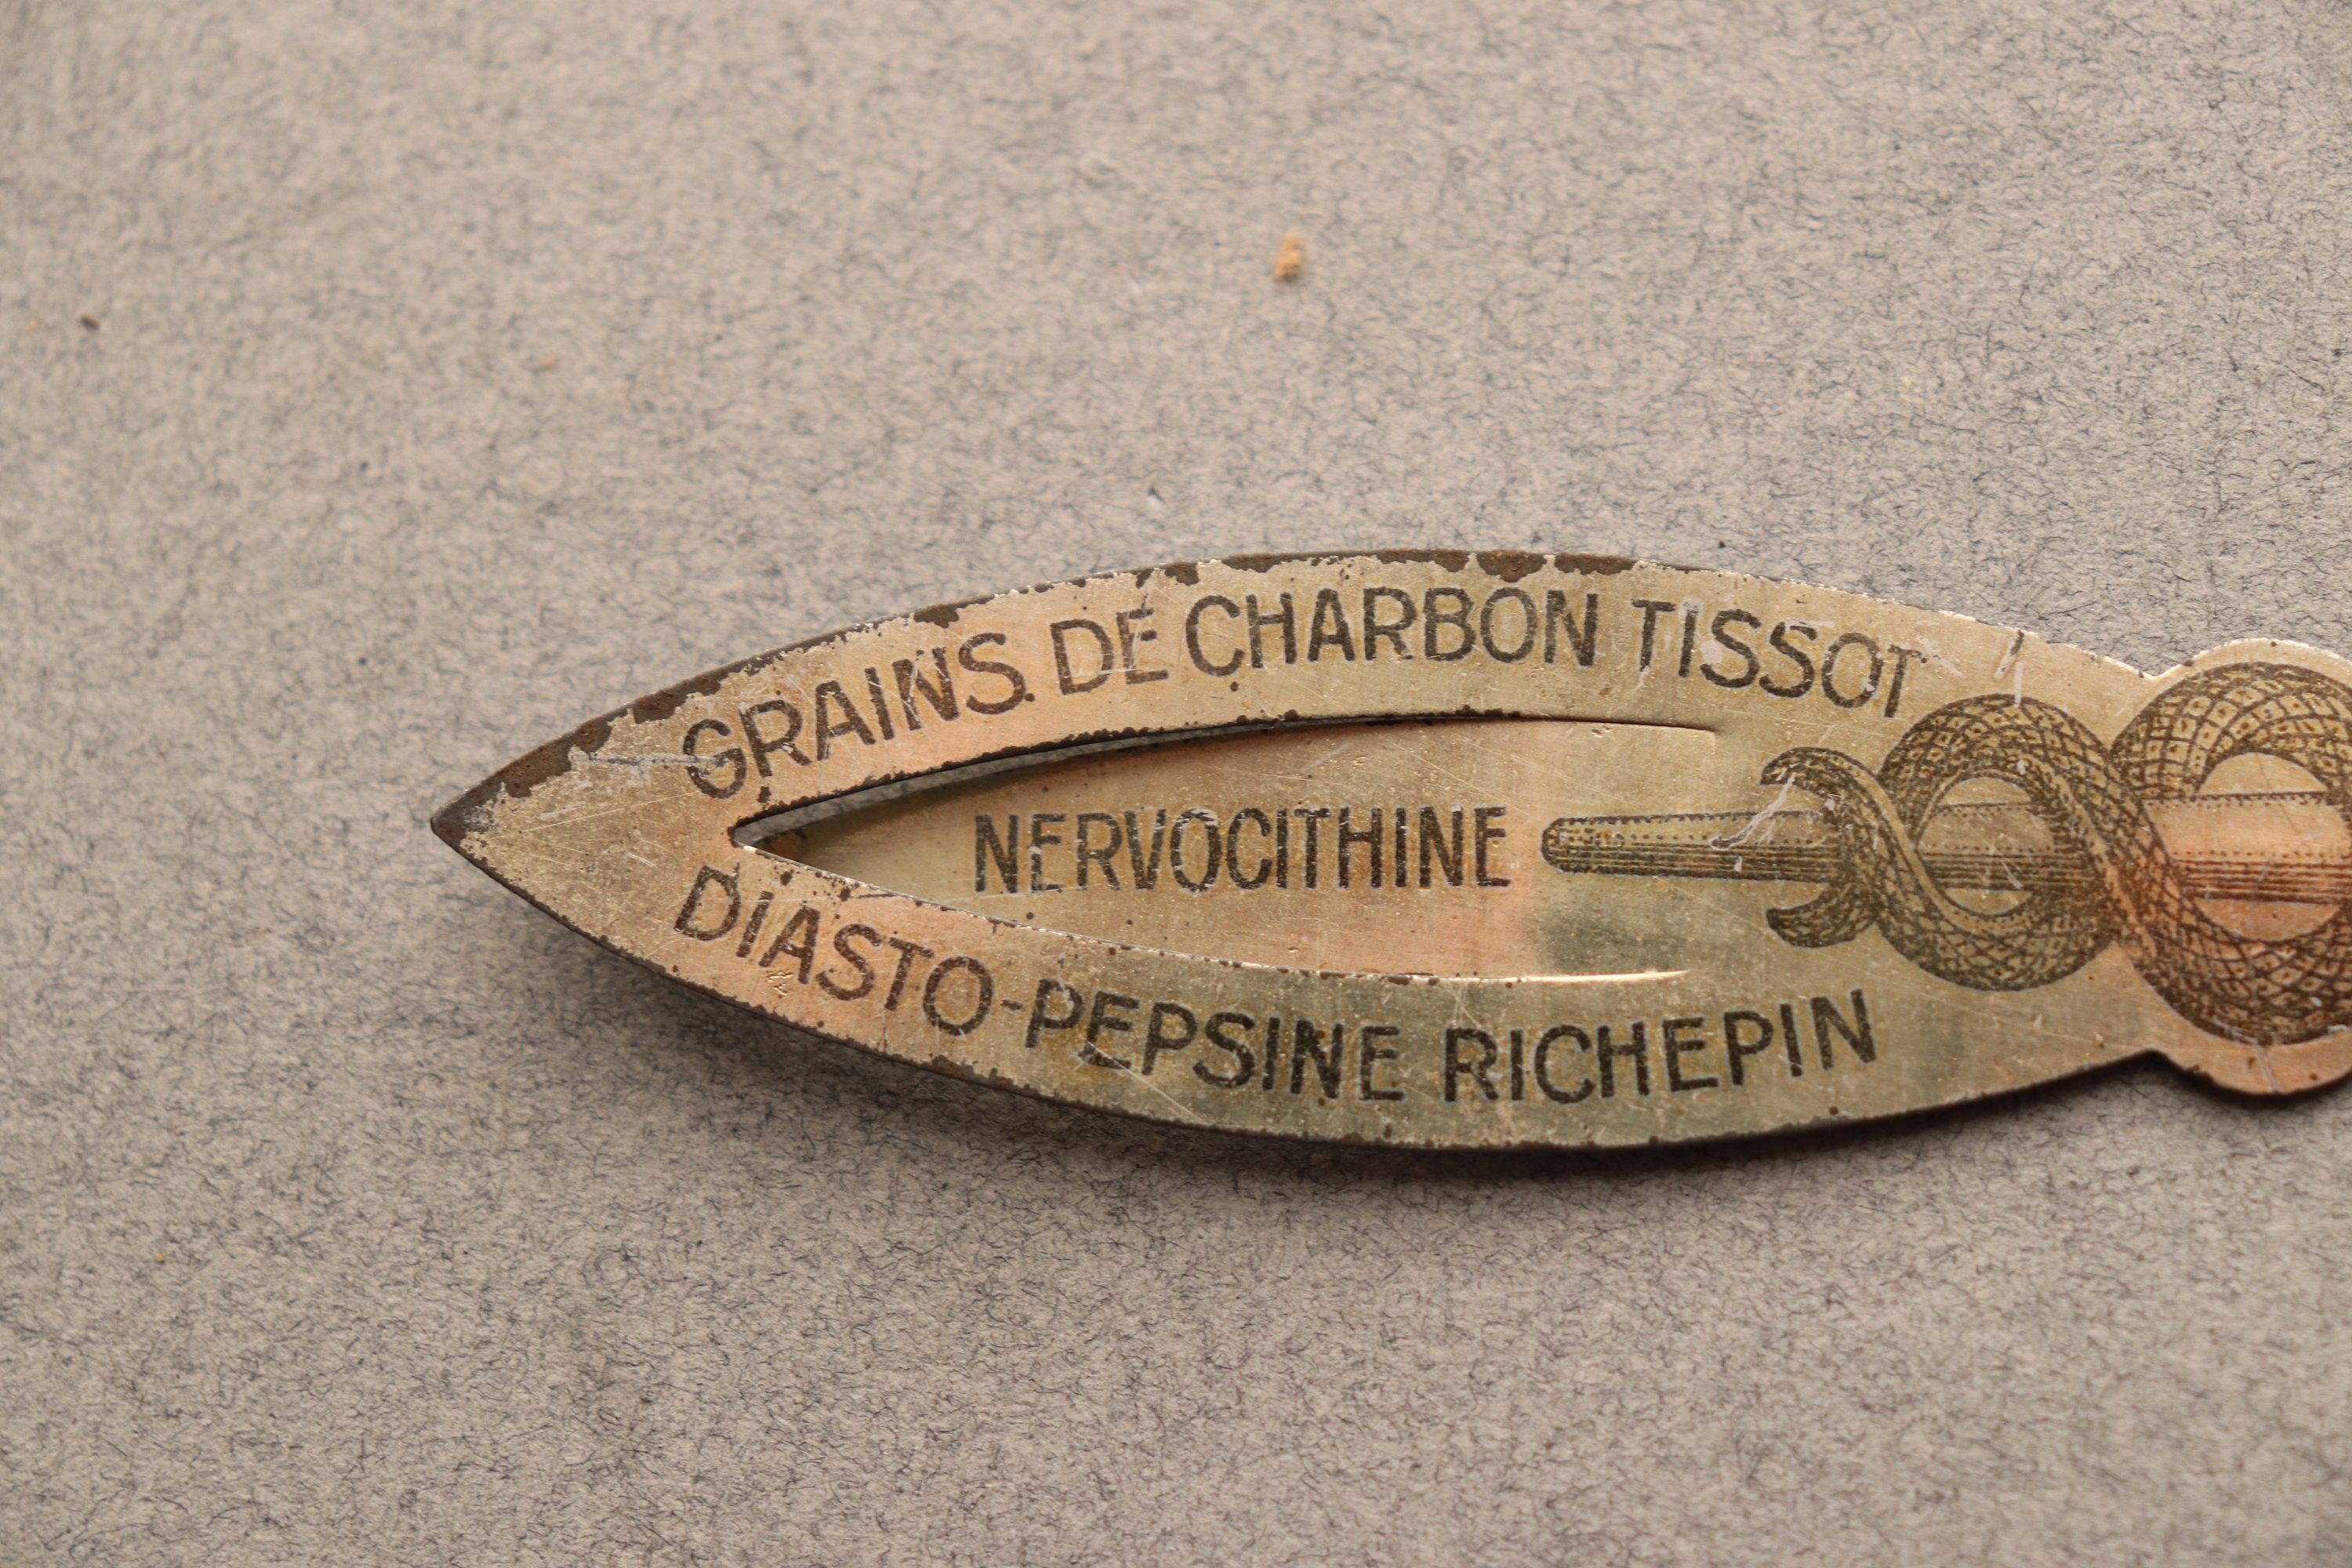 GRAINS DE CHARBON TISSOT
NERVOCITHINE
DIASTO-PEPSINE RICHEPIN